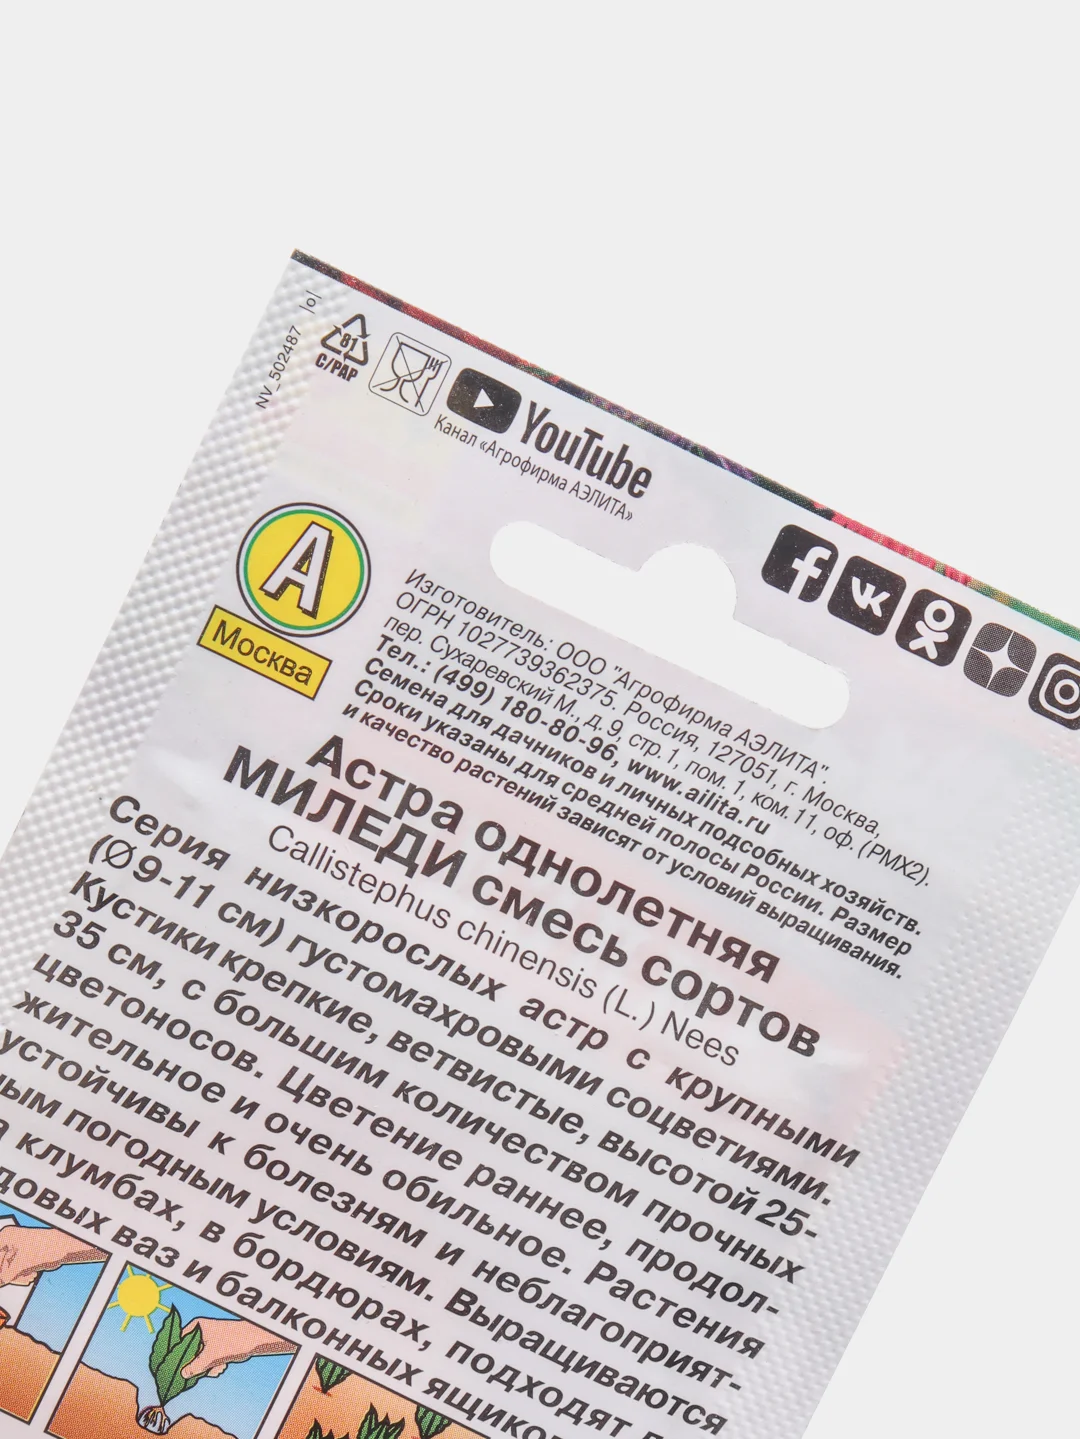 NV_502487 |o|
81
C/PAP
YouTube
Канал «Агрофирма АЭЛИТА»
А
Москва
Изготовитель: ООО "Агрофирма АЭЛИТА".
ОГРН 1027739362375. Россия, 127051, г. Москва,
пер. Сухаревский М., д. 9, стр. 1, пом. 1, ком. 11, оф. (РМХ2).
Тел.: (499) 180-80-96, www.ailita.ru
Семена для дачников и личных подсобных хозяйств.
Сроки указаны для средней полосы России. Размер
и качество растений зависят от условий выращивания.
Астра однолетняя
МИЛЕДИ смесь сортов
Callistephus chinensis (L.) Nees
Серия низкорослых астр с крупными
(Ø 9-11 см) густомахровыми соцветиями.
Кустики крепкие, ветвистые, высотой 25-
35 см, с большим количеством прочных
цветоносов. Цветение раннее, продол-
жительное и очень обильное. Растения
устойчивы к болезням и неблагоприят-
ным погодным условиям. Выращиваются
а клумбах, в бордюрах, подходят
довых ваз и балконных ящиков